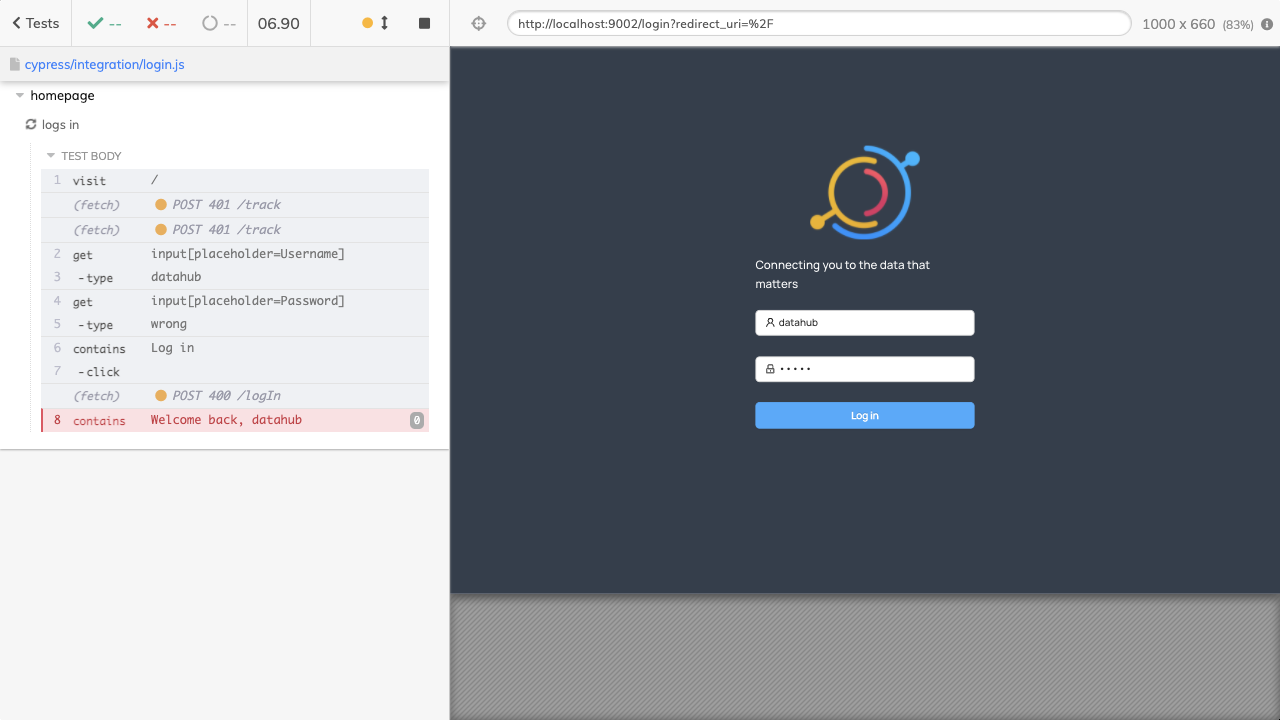 Tests -- -- -- 06.90
http://localhost:9002/login?redirect_uri=%2F 1000 x 660 (83%)
cypress/integration/login.js
homepage
logs in
TEST BODY
1 visit /
(fetch) POST 401 /track
(fetch) POST 401 /track
2 get input[placeholder=Username]
3 -type datahub
4 get input[placeholder=Password]
5 -type wrong
6 contains Log in
7 -click
(fetch) POST 400 /logIn
8 contains Welcome back, datahub 0
Connecting you to the data that
matters
datahub
•••••
Log in